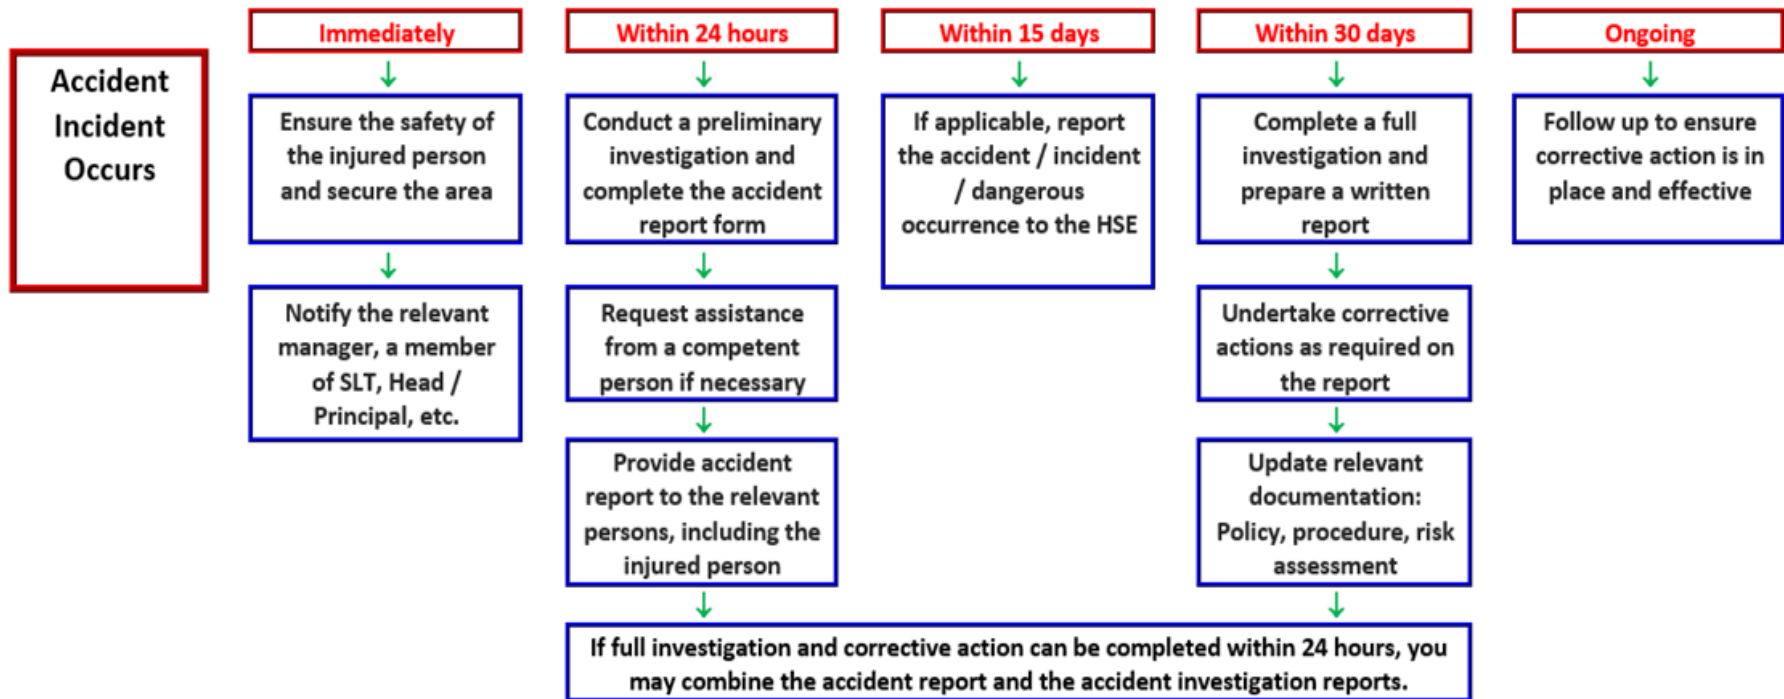 Accident
Incident
Occurs
Immediately
Ensure the safety of
the injured person
and secure the area
Notify the relevant
manager, a member
of SLT, Head /
Principal, etc.
Within 24 hours
Conduct a preliminary
investigation and
complete the accident
report form
Request assistance
from a competent
person if necessary
Provide accident
report to the relevant
persons, including the
injured person
Within 15 days
If applicable, report
the accident / incident
/ dangerous
occurrence to the HSE
Within 30 days
Complete a full
investigation and
prepare a written
report
Undertake corrective
actions as required on
the report
Update relevant
documentation:
Policy, procedure, risk
assessment
Ongoing
Follow up to ensure
corrective action is in
place and effective
If full investigation and corrective action can be completed within 24 hours, you
may combine the accident report and the accident investigation reports.